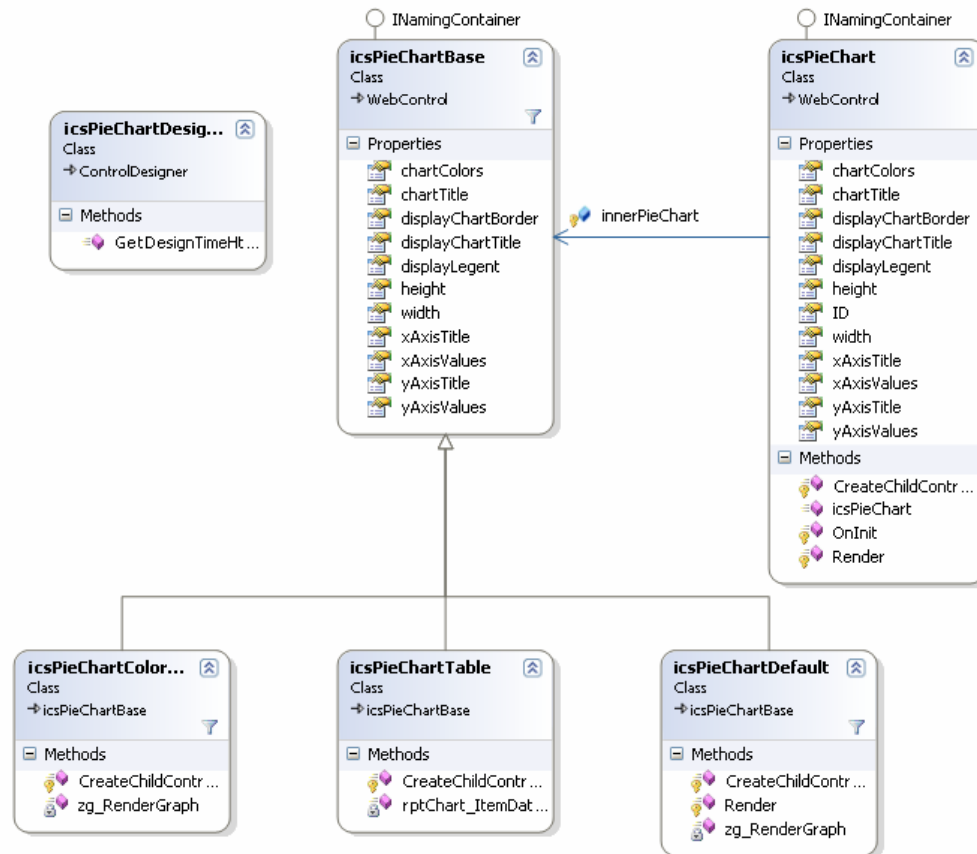 INamingContainer
icsPieChartBase
Class
WebControl
Properties
chartColors
chartTitle
displayChartBorder
displayChartTitle
displayLegent
height
width
xAxisTitle
xAxisValues
yAxisTitle
yAxisValues
INamingContainer
icsPieChart
Class
WebControl
Properties
chartColors
chartTitle
displayChartBorder
displayChartTitle
displayLegent
height
ID
width
xAxisTitle
xAxisValues
yAxisTitle
yAxisValues
Methods
CreateChildContr ...
icsPieChart
OnInit
Render
icsPieChartDesig...
Class
ControlDesigner
Methods
GetDesignTimeHt ...
innerPieChart
icsPieChartColor...
Class
icsPieChartBase
Methods
CreateChildContr ...
zg_RenderGraph
icsPieChartTable
Class
icsPieChartBase
Methods
CreateChildContr ...
rptChart_ItemDat ...
icsPieChartDefault
Class
icsPieChartBase
Methods
CreateChildContr ...
Render
zg_RenderGraph